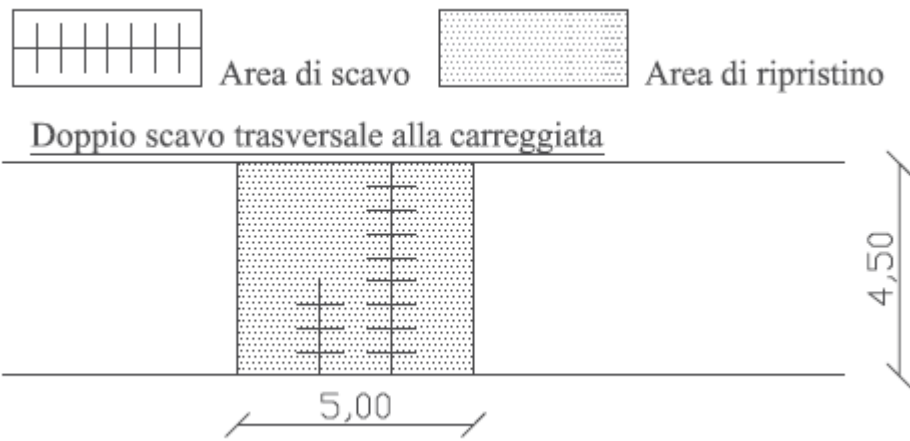 Area di scavo
Area di ripristino
Doppio scavo trasversale alla carreggiata
4,50
5,00